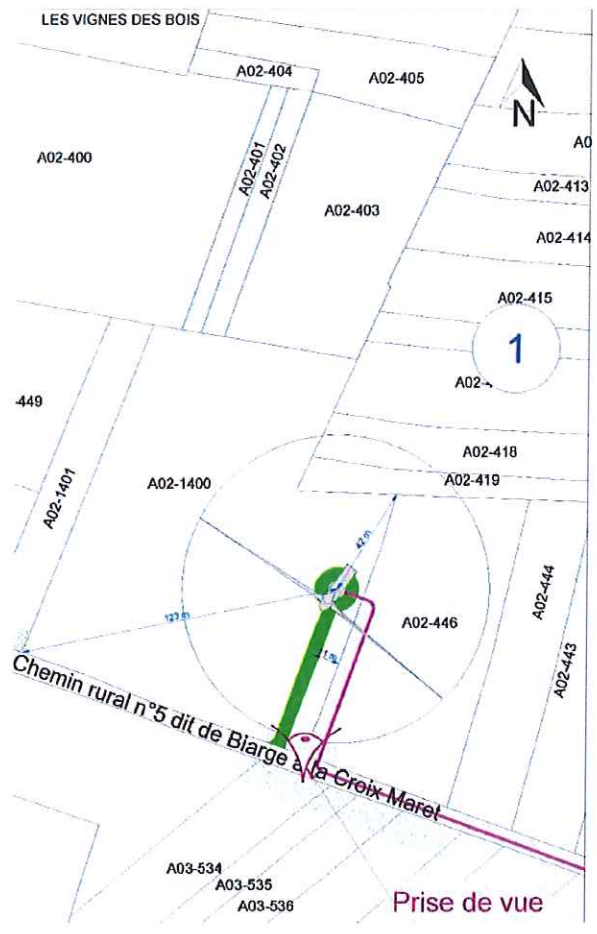 LES VIGNES DES BOIS
A02-404
A02-405
N
A0
A02-400
A02-401
A02-402
A02-413
A02-403
A02-414
A02-415
1
A02-4
-449
A02-418
A02-419
A02-1401
A02-1400
42 m
A02-444
123 m
A02-446
A02-443
Chemin rural n°5 dit de Biarge à la Croix Maret
A03-534
A03-535
A03-536
Prise de vue